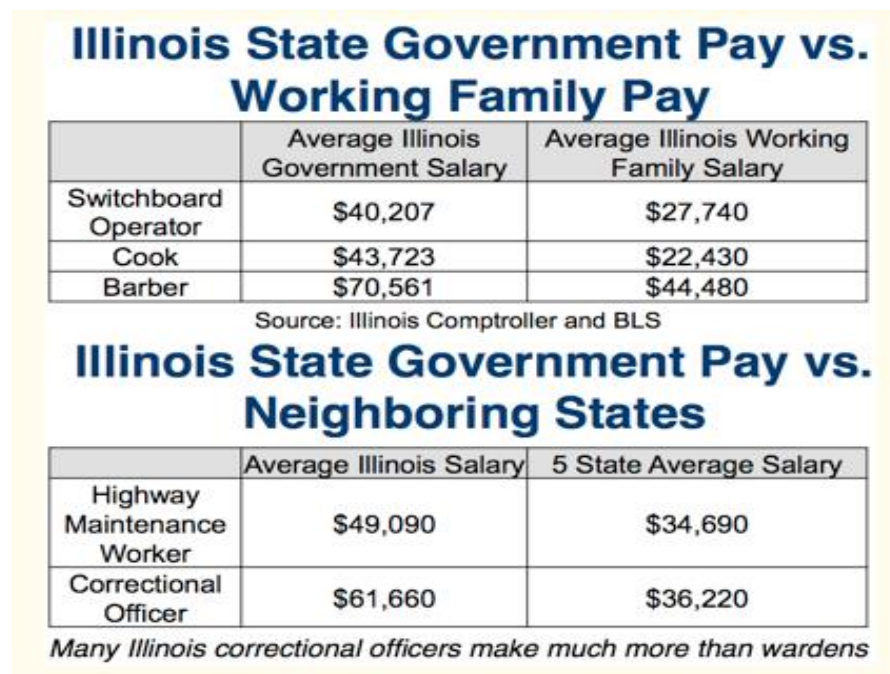 Illinois State Government Pay vs.
Working Family Pay
Average Illinois Government Salary Average Illinois Working Family Salary
Switchboard Operator $40,207 $27,740
Cook $43,723 $22,430
Barber $70,561 $44,480
Source: Illinois Comptroller and BLS
Illinois State Government Pay vs.
Neighboring States
Average Illinois Salary 5 State Average Salary
Highway Maintenance Worker $49,090 $34,690
Correctional Officer $61,660 $36,220
Many Illinois correctional officers make much more than wardens